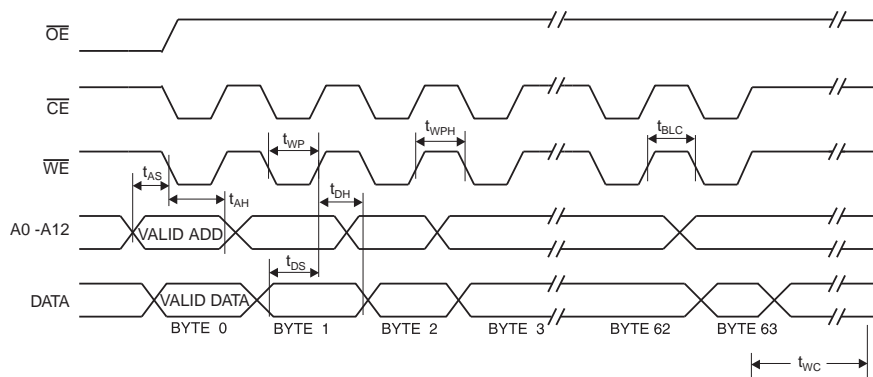 OE
CE
tWP
tWPH
tBLC
WE
tAS
tAH
tDH
A0 -A12
VALID ADD
tDS
DATA
VALID DATA
BYTE 0
BYTE 1
BYTE 2
BYTE 3
BYTE 62
BYTE 63
tWC